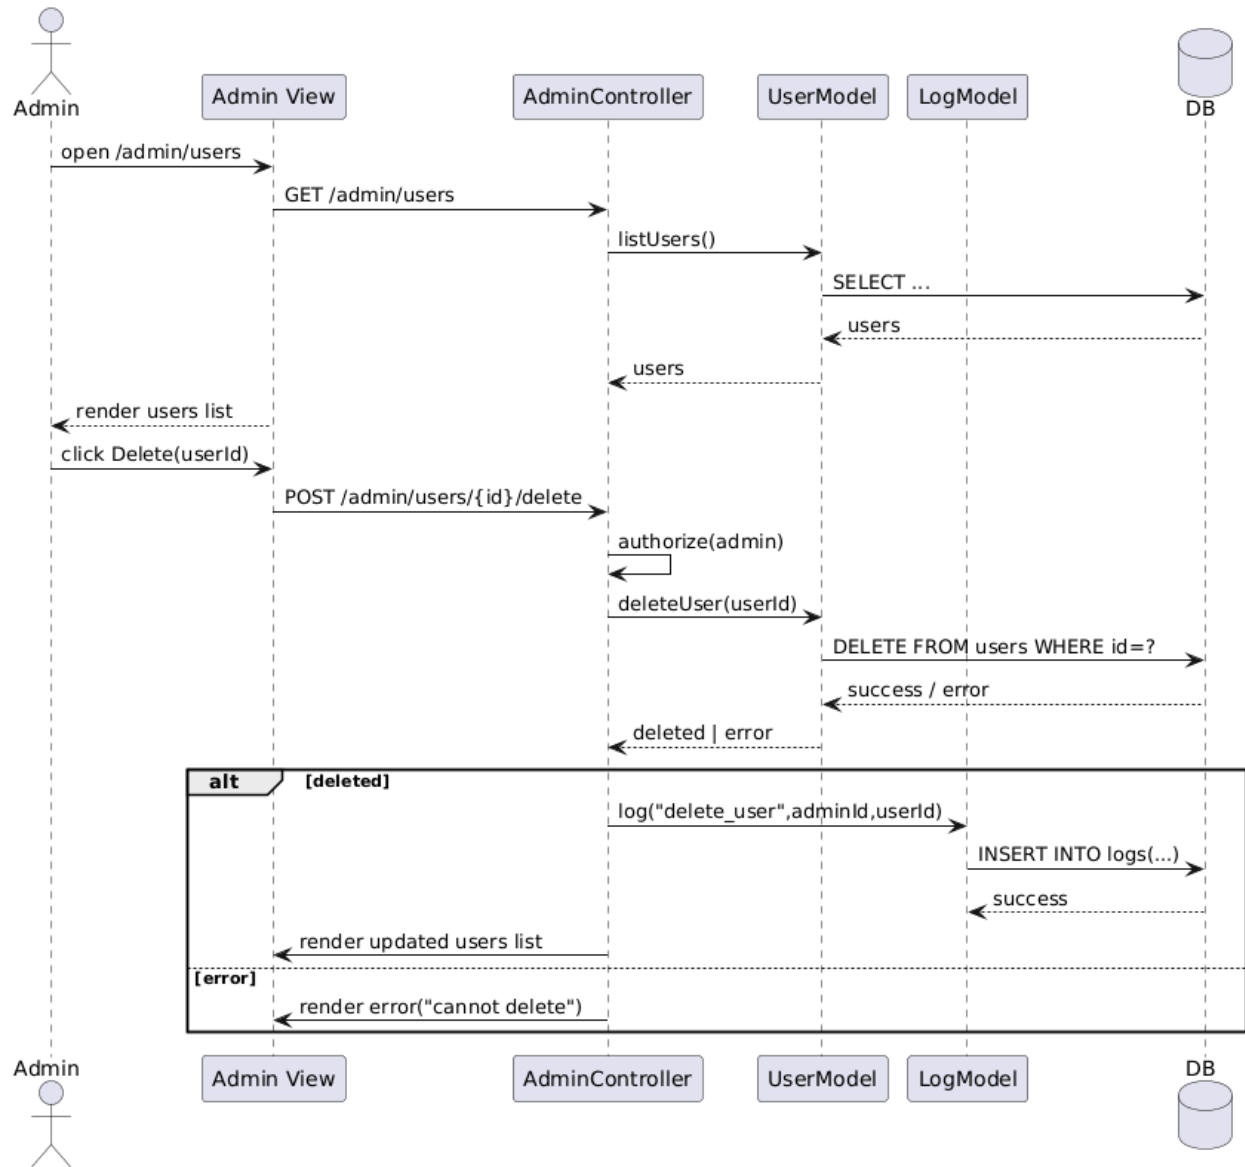 Admin
Admin View
AdminController
UserModel
LogModel
DB
open /admin/users
GET /admin/users
listUsers()
SELECT ...
users
users
render users list
click Delete(userId)
POST /admin/users/{id}/delete
authorize(admin)
deleteUser(userId)
DELETE FROM users WHERE id=?
success / error
deleted | error
alt [deleted]
log("delete_user",adminId,userId)
INSERT INTO logs(...)
success
render updated users list
[error]
render error("cannot delete")
Admin
Admin View
AdminController
UserModel
LogModel
DB